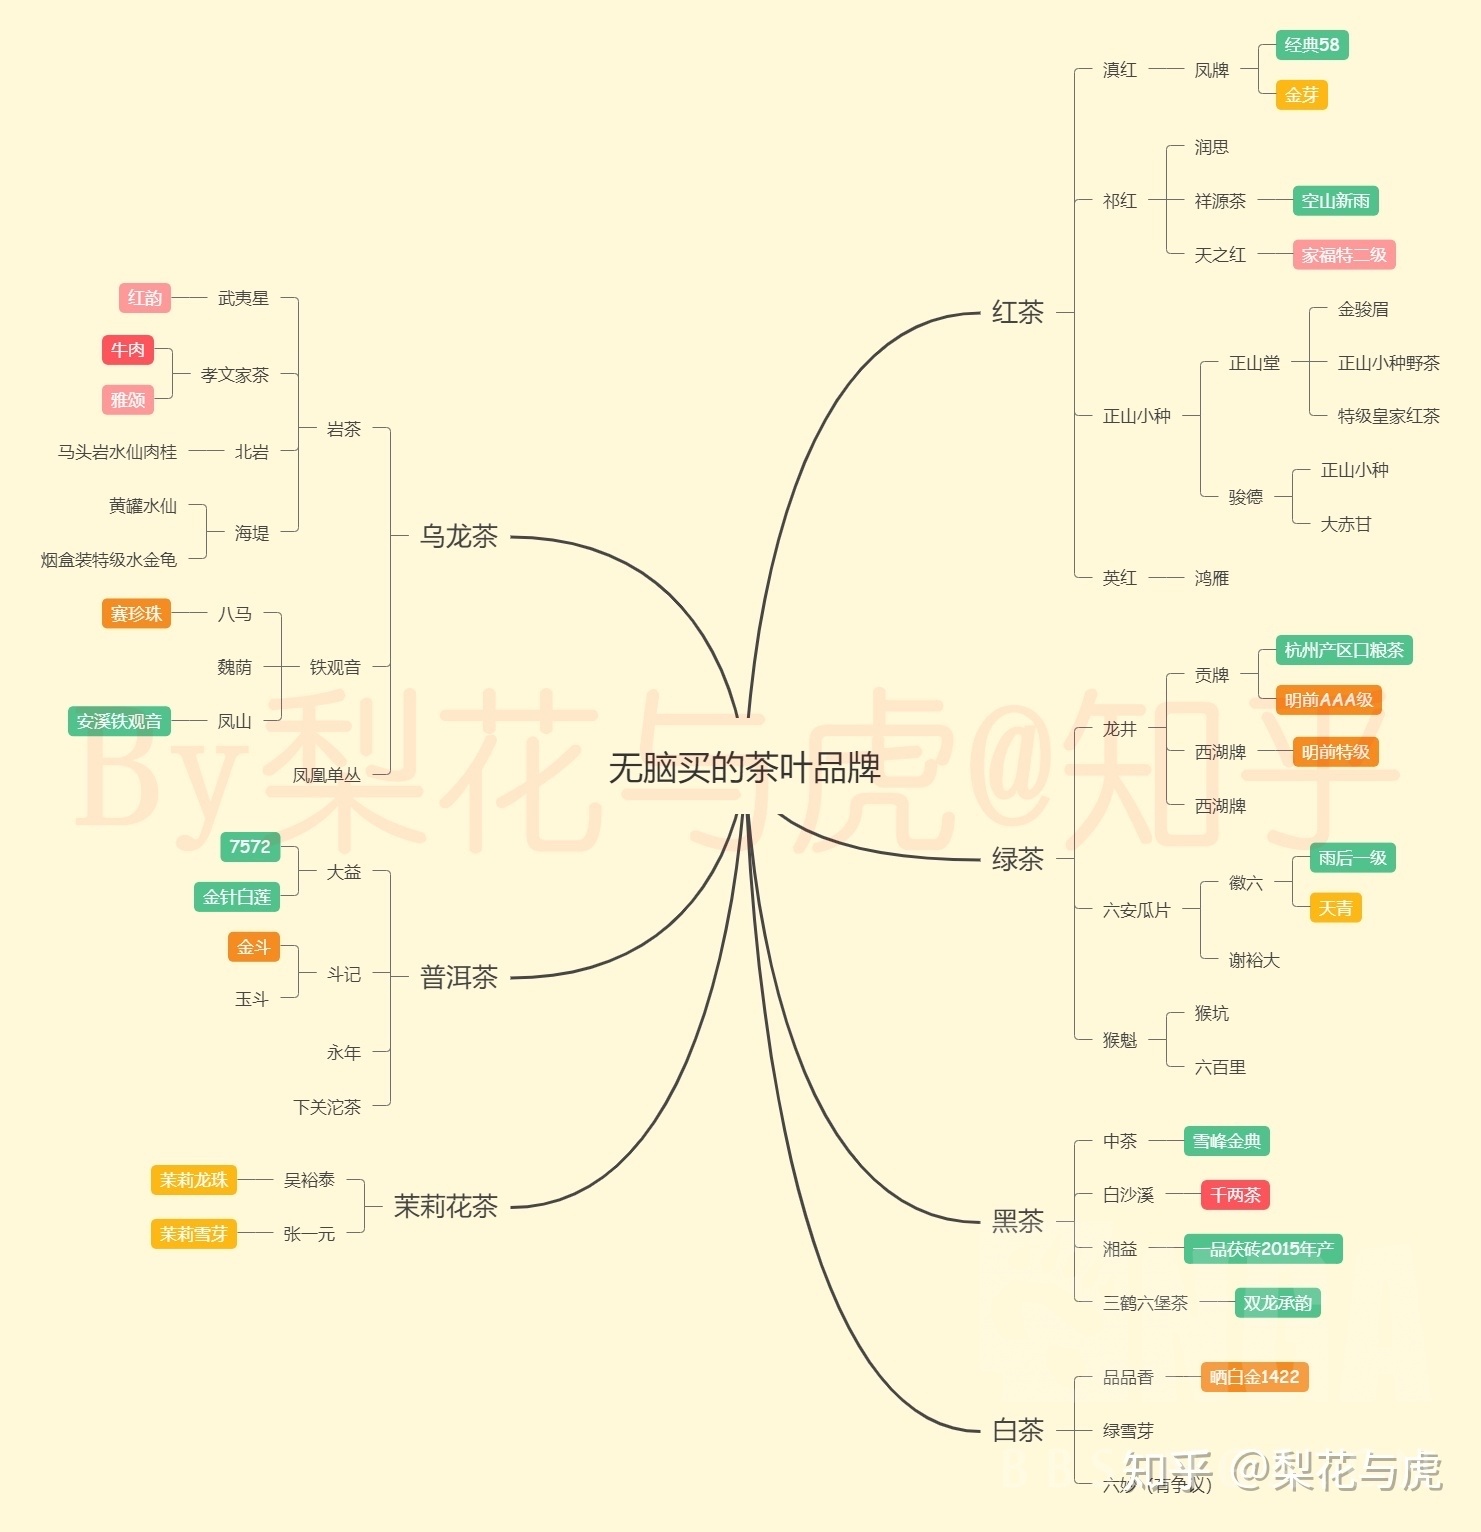 无脑买的茶叶品牌
红茶
滇红
凤牌
经典58
金芽
祁红
润思
祥源茶
空山新雨
天之红
家福特二级
正山小种
正山堂
金骏眉
正山小种野茶
特级皇家红茶
骏德
正山小种
大赤甘
英红
鸿雁
绿茶
龙井
贡牌
杭州产区口粮茶
明前AAA级
西湖牌
明前特级
西湖牌
六安瓜片
徽六
雨后一级
天青
谢裕大
猴魁
猴坑
六百里
黑茶
中茶
雪峰金典
白沙溪
千两茶
湘益
一品茯砖2015年产
三鹤六堡茶
双龙承韵
白茶
品品香
晒白金1422
绿雪芽
六妙（有争议）
乌龙茶
岩茶
武夷星
红韵
孝文家茶
牛肉
雅颂
北岩
马头岩水仙肉桂
海堤
黄罐水仙
烟盒装特级水金龟
铁观音
八马
赛珍珠
魏荫
凤山
安溪铁观音
凤凰单丛
普洱茶
大益
7572
金针白莲
斗记
金斗
玉斗
永年
下关沱茶
茉莉花茶
吴裕泰
茉莉龙珠
张一元
茉莉雪芽
By梨花与虎@知乎
知乎 @梨花与虎